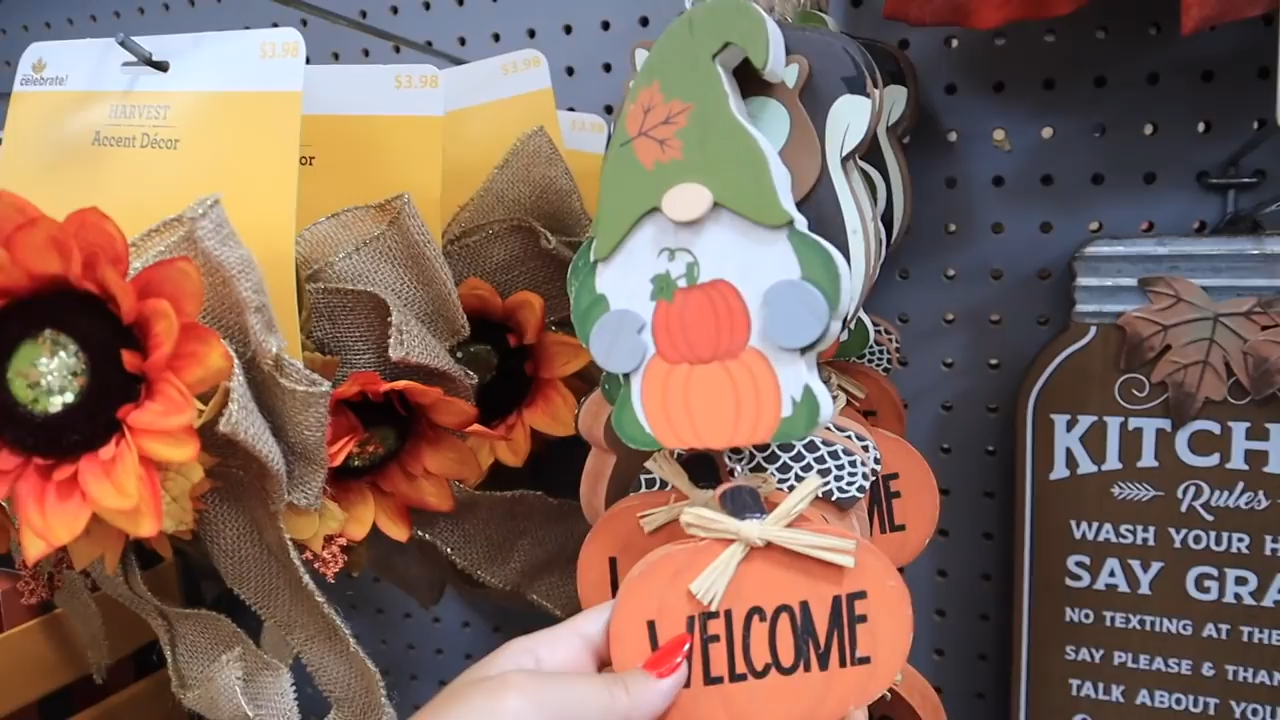 $3.98
celebrate!
HARVEST
Accent Décor
$3.98
or
$3.98
$3.98
ME
WELCOME
KITCH
Rules
WASH YOUR H
SAY GRA
NO TEXTING AT THE
SAY PLEASE & THAN
TALK ABOUT YOU